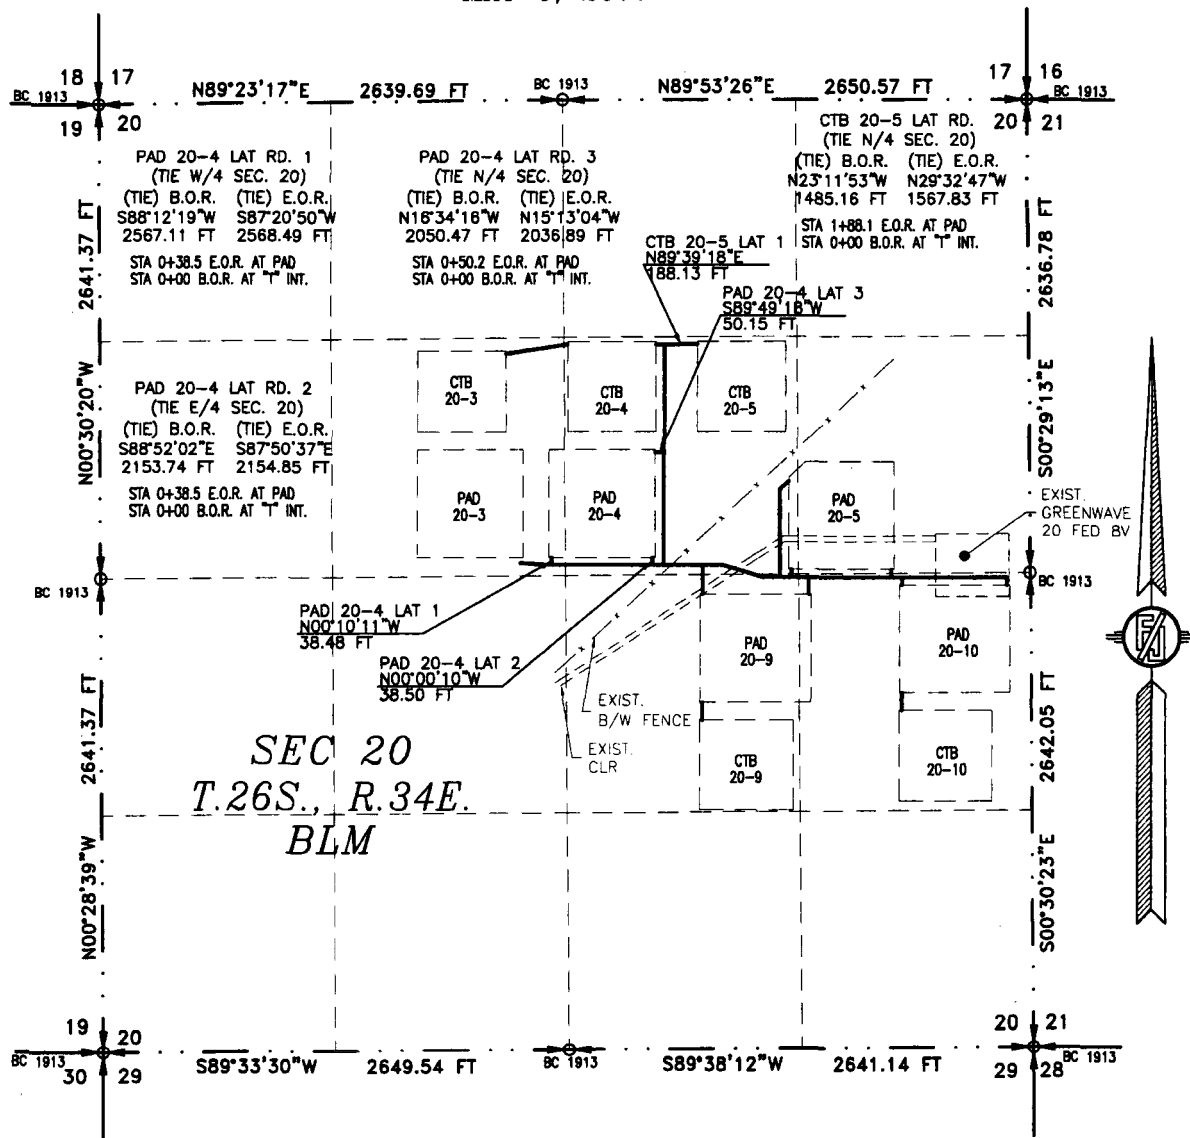 18 17
BC 1913
19 20
N89°23'17"E 2639.69 FT
BC 1913
N89°53'26"E 2650.57 FT
17 16
BC 1913
20 21
PAD 20-4 LAT RD. 1
(TIE W/4 SEC. 20)
(TIE) B.O.R. (TIE) E.O.R.
S88°12'19"W S87°20'50"W
2567.11 FT 2568.49 FT
STA 0+38.5 E.O.R. AT PAD
STA 0+00 B.O.R. AT "T" INT.
PAD 20-4 LAT RD. 3
(TIE N/4 SEC. 20)
(TIE) B.O.R. (TIE) E.O.R.
N16°34'16"W N15°13'04"W
2050.47 FT 2036.89 FT
STA 0+50.2 E.O.R. AT PAD
STA 0+00 B.O.R. AT "T" INT.
CTB 20-5 LAT RD.
(TIE N/4 SEC. 20)
(TIE) B.O.R. (TIE) E.O.R.
N23°11'53"W N29°32'47"W
1485.16 FT 1567.83 FT
STA 1+88.1 E.O.R. AT PAD
STA 0+00 B.O.R. AT "T" INT.
2641.37 FT
N00°30'20"W
2636.78 FT
S00°29'13"E
CTB 20-5 LAT 1
N89°39'18"E
188.13 FT
PAD 20-4 LAT 3
S89°49'18"W
50.15 FT
PAD 20-4 LAT RD. 2
(TIE E/4 SEC. 20)
(TIE) B.O.R. (TIE) E.O.R.
S88°52'02"E S87°50'37"E
2153.74 FT 2154.85 FT
STA 0+38.5 E.O.R. AT PAD
STA 0+00 B.O.R. AT "T" INT.
CTB
20-3
CTB
20-4
CTB
20-5
PAD
20-3
PAD
20-4
PAD
20-5
EXIST.
GREENWAVE
20 FED BV
BC 1913
BC 1913
PAD 20-4 LAT 1
N00°10'11"W
38.48 FT
PAD 20-4 LAT 2
N00°00'10"W
38.50 FT
PAD
20-9
PAD
20-10
EXIST.
B/W FENCE
EXIST.
CLR
CTB
20-9
CTB
20-10
2641.37 FT
N00°28'39"W
2642.05 FT
S00°30'23"E
SEC 20
T.26S., R.34E.
BLM
19 20
BC 1913
30 29
S89°33'30"W 2649.54 FT
BC 1913
S89°38'12"W 2641.14 FT
20 21
BC 1913
29 28